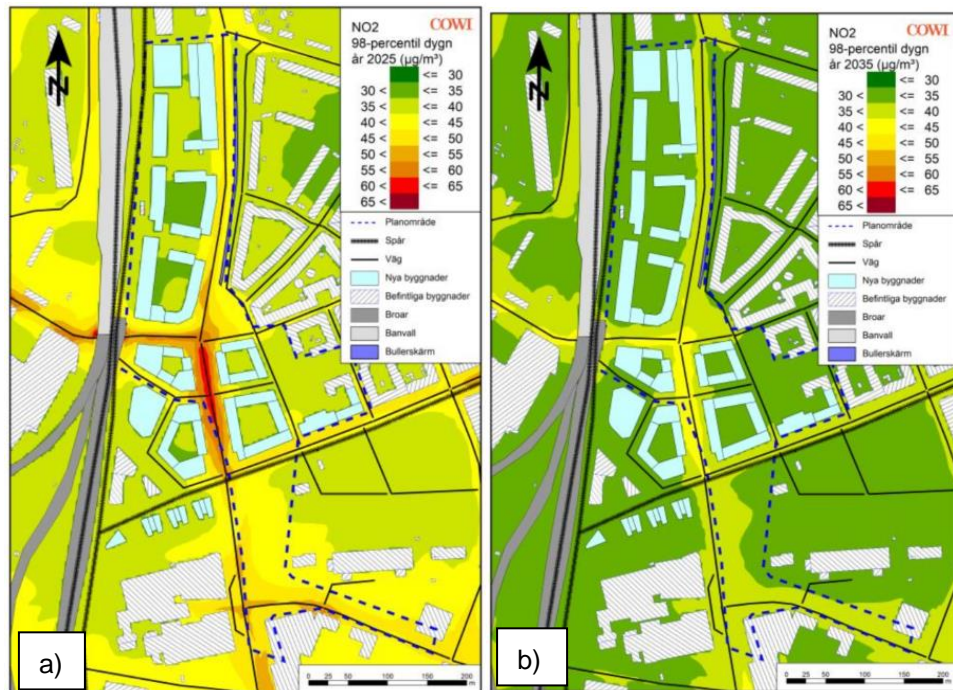 NO2 COWI
98-percentil dygn
år 2025 (µg/m³)
<= 30
30 < <= 35
35 < <= 40
40 < <= 45
45 < <= 50
50 < <= 55
55 < <= 60
60 < <= 65
65 <
Planområde
Spår
Väg
Nya byggnader
Befintliga byggnader
Broar
Banvall
Bullerskärm
N
a)
0 25 50 100 150 200
m
NO2 COWI
98-percentil dygn
år 2035 (µg/m³)
<= 30
30 < <= 35
35 < <= 40
40 < <= 45
45 < <= 50
50 < <= 55
55 < <= 60
60 < <= 65
65 <
Planområde
Spår
Väg
Nya byggnader
Befintliga byggnader
Broar
Banvall
Bullerskärm
N
b)
0 25 50 100 150 200
m